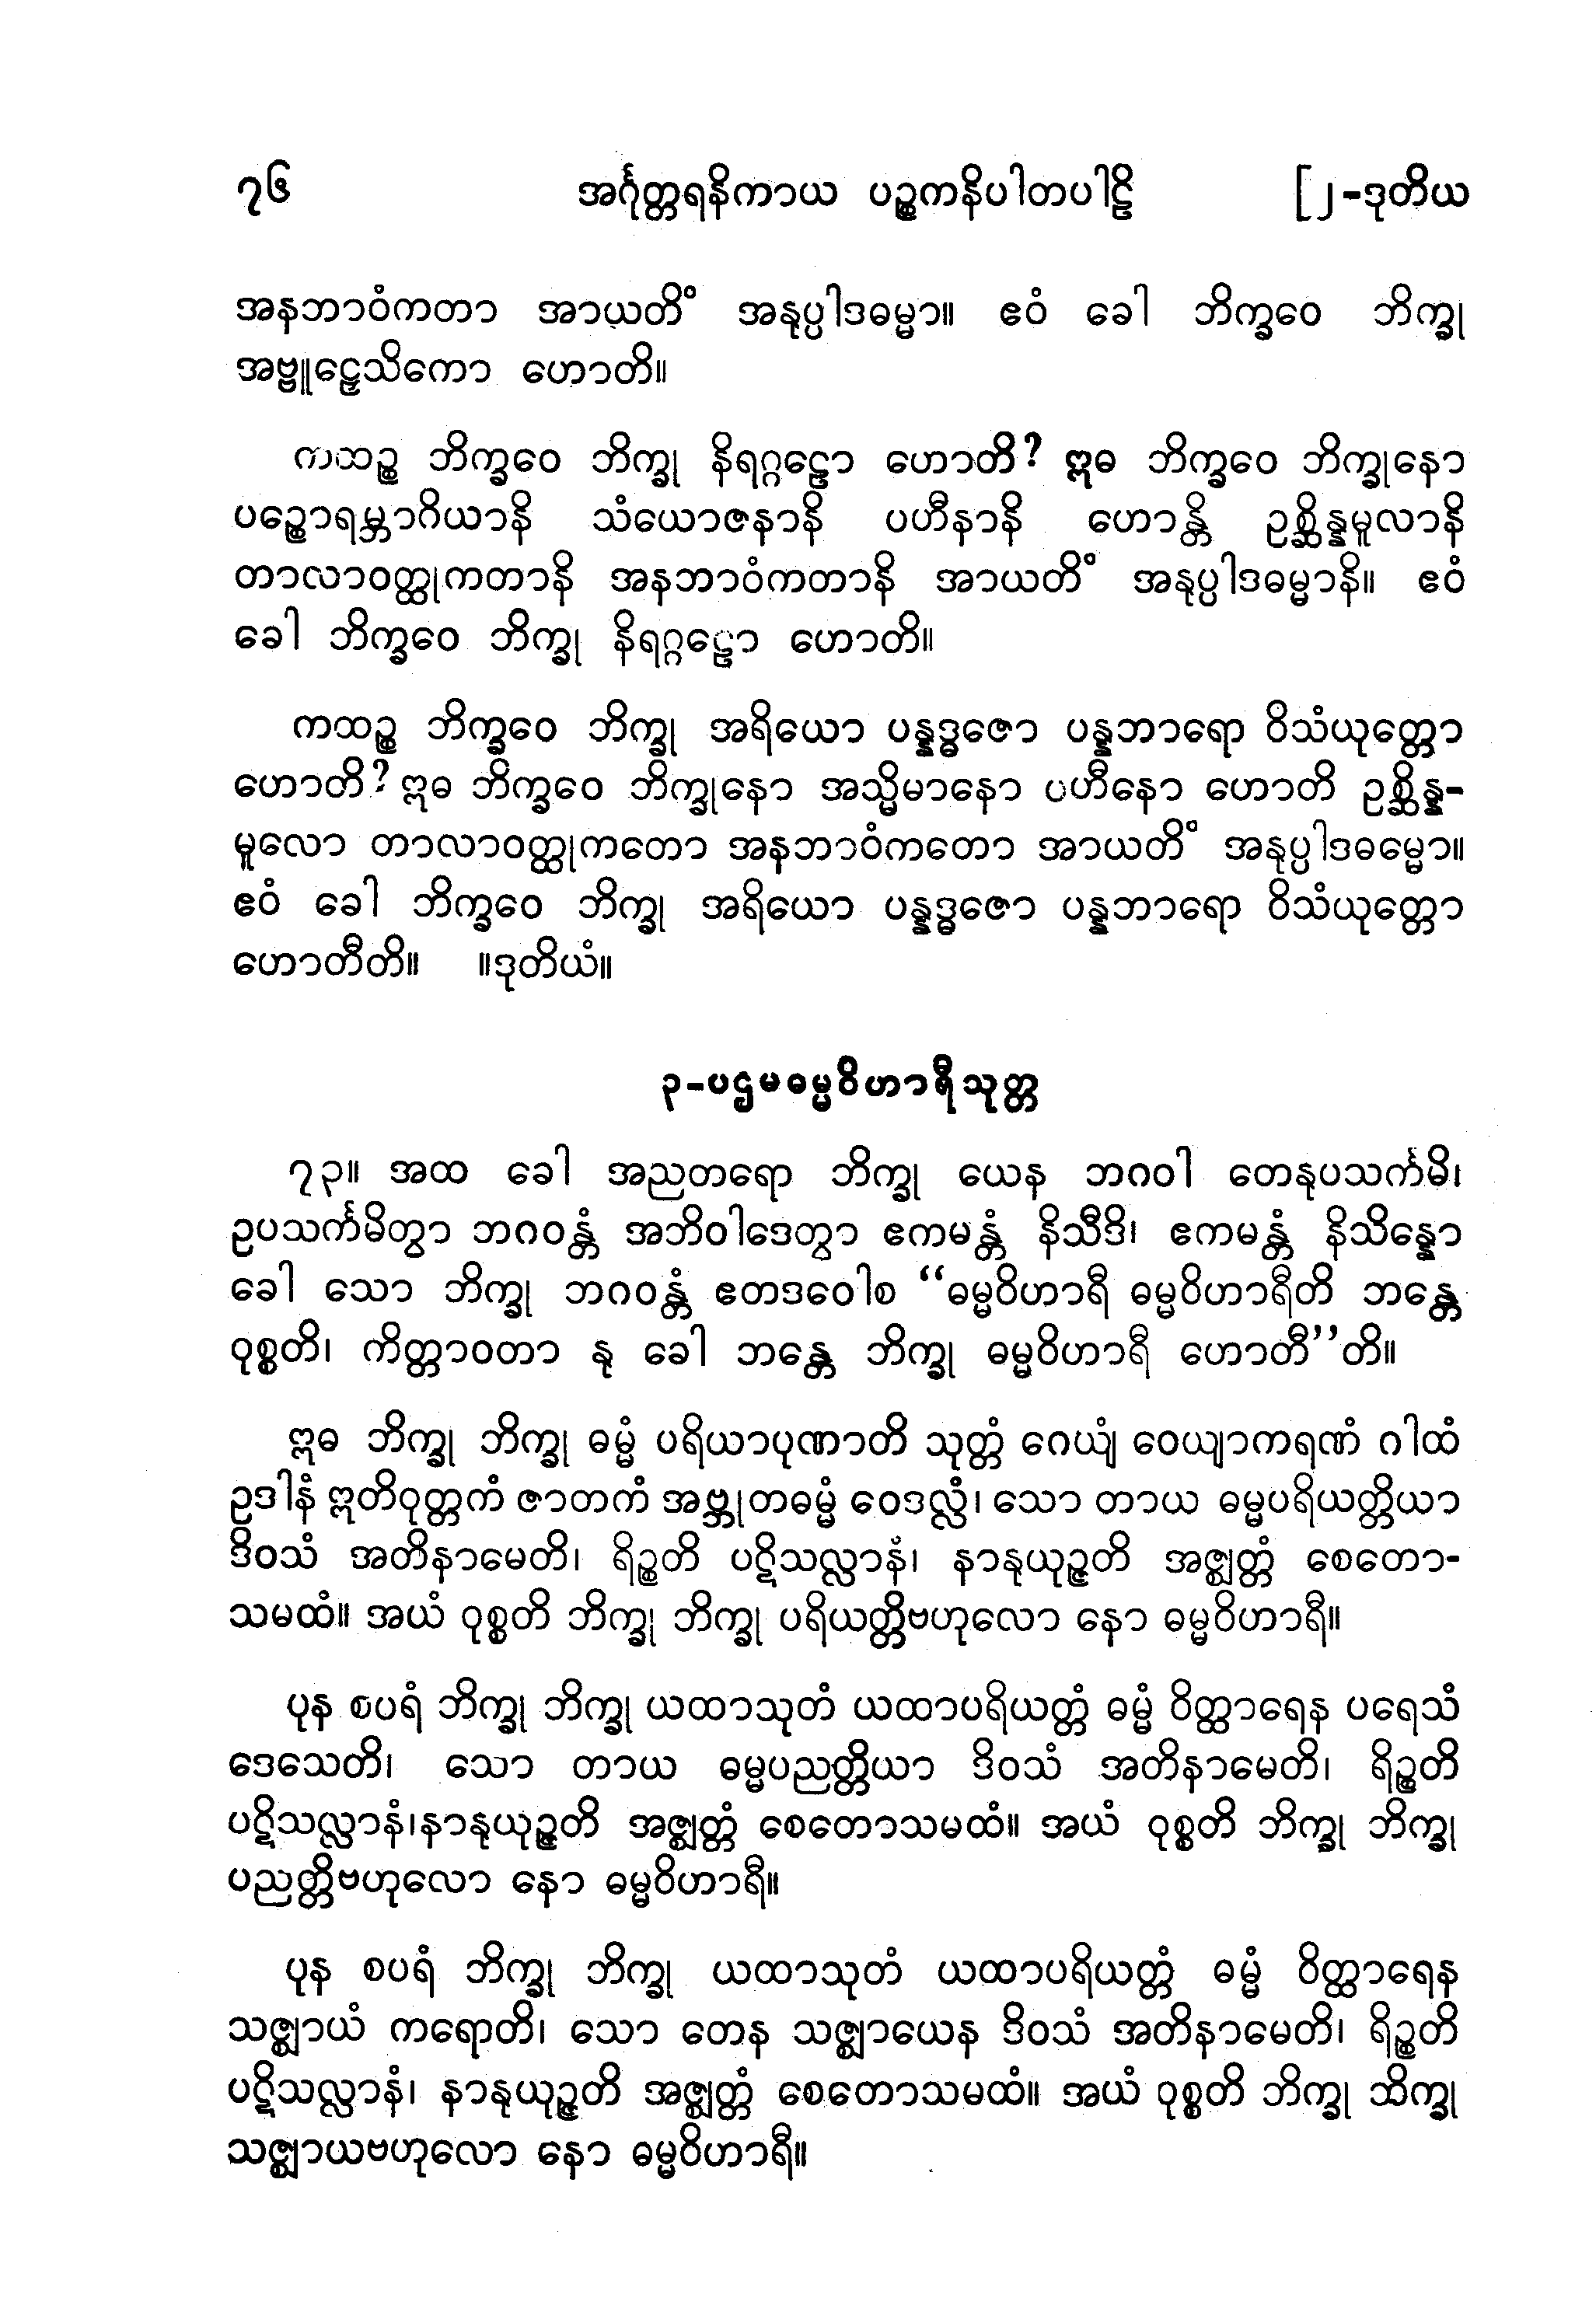 ၇၆ အင်္ဂုတ္တရနိကာယ ပဉ္စကနိပါတပါဠိ [၂-ဒုတိယ
အနဘာဝံကတာ အာယတိံ အနုပ္ပါဒဓမ္မာ။ ဧဝံ ခေါ ဘိက္ခဝေ ဘိက္ခု
အဗ္ဗူဠှေသိကော ဟောတိ။
ကထဉ္စ ဘိက္ခဝေ ဘိက္ခု နိရဂ္ဂဠော ဟောတိ? ဣဓ ဘိက္ခဝေ ဘိက္ခုနော
ပဉ္စောရမ္ဘာဂိယာနိ သံယောဇနာနိ ပဟီနာနိ ဟောန္တိ ဥစ္ဆိန္နမူလာနိ
တာလာဝတ္ထုကတာနိ အနဘာဝံကတာနိ အာယတိံ အနုပ္ပါဒဓမ္မာနိ။ ဧဝံ
ခေါ ဘိက္ခဝေ ဘိက္ခု နိရဂ္ဂဠော ဟောတိ။
ကထဉ္စ ဘိက္ခဝေ ဘိက္ခု အရိယော ပန္နဒ္ဓဇော ပန္နဘာရော ဝိသံယုတ္တော
ဟောတိ? ဣဓ ဘိက္ခဝေ ဘိက္ခုနော အသ္မိမာနော ပဟီနော ဟောတိ ဥစ္ဆိန္န-
မူလော တာလာဝတ္ထုကတော အနဘာဝံကတော အာယတိံ အနုပ္ပါဒဓမ္မော။
ဧဝံ ခေါ ဘိက္ခဝေ ဘိက္ခု အရိယော ပန္နဒ္ဓဇော ပန္နဘာရော ဝိသံယုတ္တော
ဟောတီတိ။ ။ဒုတိယံ။
၃-ပဌမဓမ္မဝိဟာရီသုတ္တ
၇၃။ အထ ခေါ အညတရော ဘိက္ခု ယေန ဘဂဝါ တေနုပသင်္ကမိ၊
ဥပသင်္ကမိတွာ ဘဂဝန္တံ အဘိဝါဒေတွာ ဧကမန္တံ နိသီဒိ၊ ဧကမန္တံ နိသိန္နော
ခေါ သော ဘိက္ခု ဘဂဝန္တံ ဧတဒဝေါစ “ဓမ္မဝိဟာရီ ဓမ္မဝိဟာရီတိ ဘန္တေ
ဝုစ္စတိ၊ ကိတ္တာဝတာ နု ခေါ ဘန္တေ ဘိက္ခု ဓမ္မဝိဟာရီ ဟောတီ”တိ။
ဣဓ ဘိက္ခု ဘိက္ခု ဓမ္မံ ပရိယာပုဏာတိ သုတ္တံ ဂေယျံ ဝေယျာကရဏံ ဂါထံ
ဥဒါနံ ဣတိဝုတ္တကံ ဇာတကံ အဗ္ဘုတဓမ္မံ ဝေဒလ္လံ၊ သော တာယ ဓမ္မပရိယတ္တိယာ
ဒိဝသံ အတိနာမေတိ၊ ရိဉ္စတိ ပဋိသလ္လာနံ၊ နာနုယုဉ္ဇတိ အဇ္ဈတ္တံ စေတော-
သမထံ။ အယံ ဝုစ္စတိ ဘိက္ခု ဘိက္ခု ပရိယတ္တိဗဟုလော နော ဓမ္မဝိဟာရီ။
ပုန စပရံ ဘိက္ခု ဘိက္ခု ယထာသုတံ ယထာပရိယတ္တံ ဓမ္မံ ဝိတ္ထာရေန ပရေသံ
ဒေသေတိ၊ သော တာယ ဓမ္မပညတ္တိယာ ဒိဝသံ အတိနာမေတိ၊ ရိဉ္စတိ
ပဋိသလ္လာနံ၊နာနုယုဉ္ဇတိ အဇ္ဈတ္တံ စေတောသမထံ။ အယံ ဝုစ္စတိ ဘိက္ခု ဘိက္ခု
ပညတ္တိဗဟုလော နော ဓမ္မဝိဟာရီ။
ပုန စပရံ ဘိက္ခု ဘိက္ခု ယထာသုတံ ယထာပရိယတ္တံ ဓမ္မံ ဝိတ္ထာရေန
သဇ္ဈာယံ ကရောတိ၊ သော တေန သဇ္ဈာယေန ဒိဝသံ အတိနာမေတိ၊ ရိဉ္စတိ
ပဋိသလ္လာနံ၊ နာနုယုဉ္ဇတိ အဇ္ဈတ္တံ စေတောသမထံ။ အယံ ဝုစ္စတိ ဘိက္ခု ဘိက္ခု
သဇ္ဈာယဗဟုလော နော ဓမ္မဝိဟာရီ။